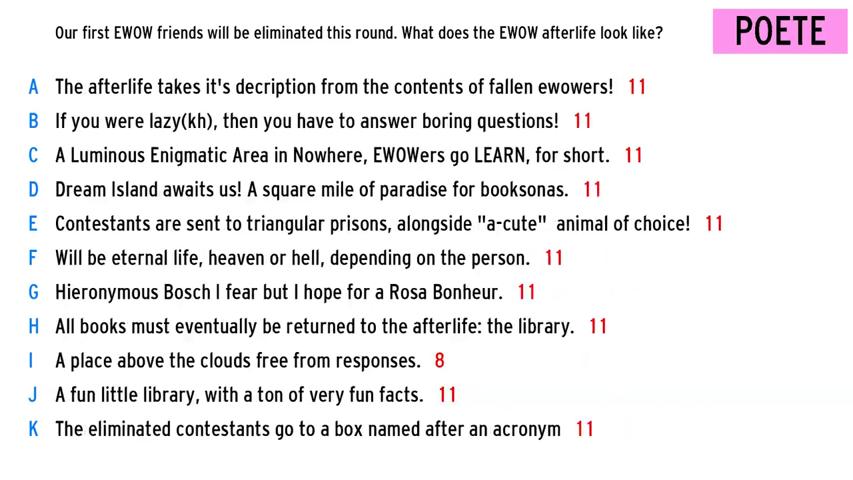 Our first EWOW friends will be eliminated this round. What does the EWOW afterlife look like?
POETE
A The afterlife takes it's decription from the contents of fallen ewowers! 11
B If you were lazy(kh), then you have to answer boring questions! 11
C A Luminous Enigmatic Area in Nowhere, EWOWers go LEARN, for short. 11
D Dream Island awaits us! A square mile of paradise for booksonas. 11
E Contestants are sent to triangular prisons, alongside "a-cute" animal of choice! 11
F Will be eternal life, heaven or hell, depending on the person. 11
G Hieronymous Bosch I fear but I hope for a Rosa Bonheur. 11
H All books must eventually be returned to the afterlife: the library. 11
I A place above the clouds free from responses. 8
J A fun little library, with a ton of very fun facts. 11
K The eliminated contestants go to a box named after an acronym 11